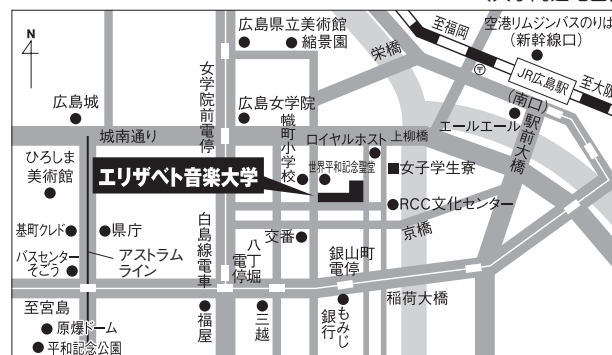 N
広島県立美術館
縮景園
至福岡
空港リムジンバスのりば
(新幹線口)
栄橋
JR広島駅
至大阪
(南口)
女学院前電停
広島城
広島女学院
エールエール
駅前大橋
城南通り
幟町小学校
ロイヤルホスト
上柳橋
ひろしま
美術館
世界平和記念聖堂
女子学生寮
エリザベト音楽大学
RCC文化センター
基町クレド
県庁
白島線電車
交番
京橋
八丁堀
電停
銀山町
電停
バスセンター
そごう
アストラム
ライン
稲荷大橋
至宮島
原爆ドーム
平和記念公園
福屋
三越
もみじ
銀行